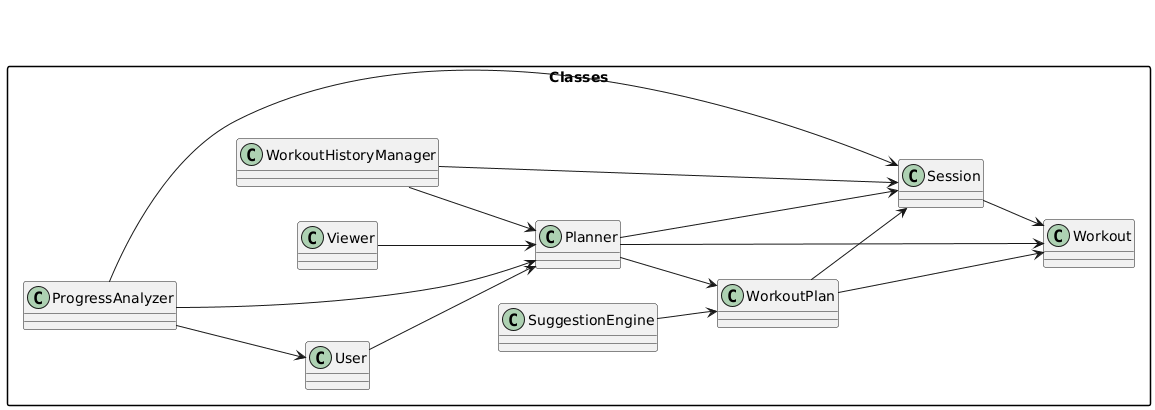 Classes
C WorkoutHistoryManager
C Session
C Viewer
C Planner
C Workout
C ProgressAnalyzer
C WorkoutPlan
C SuggestionEngine
C User